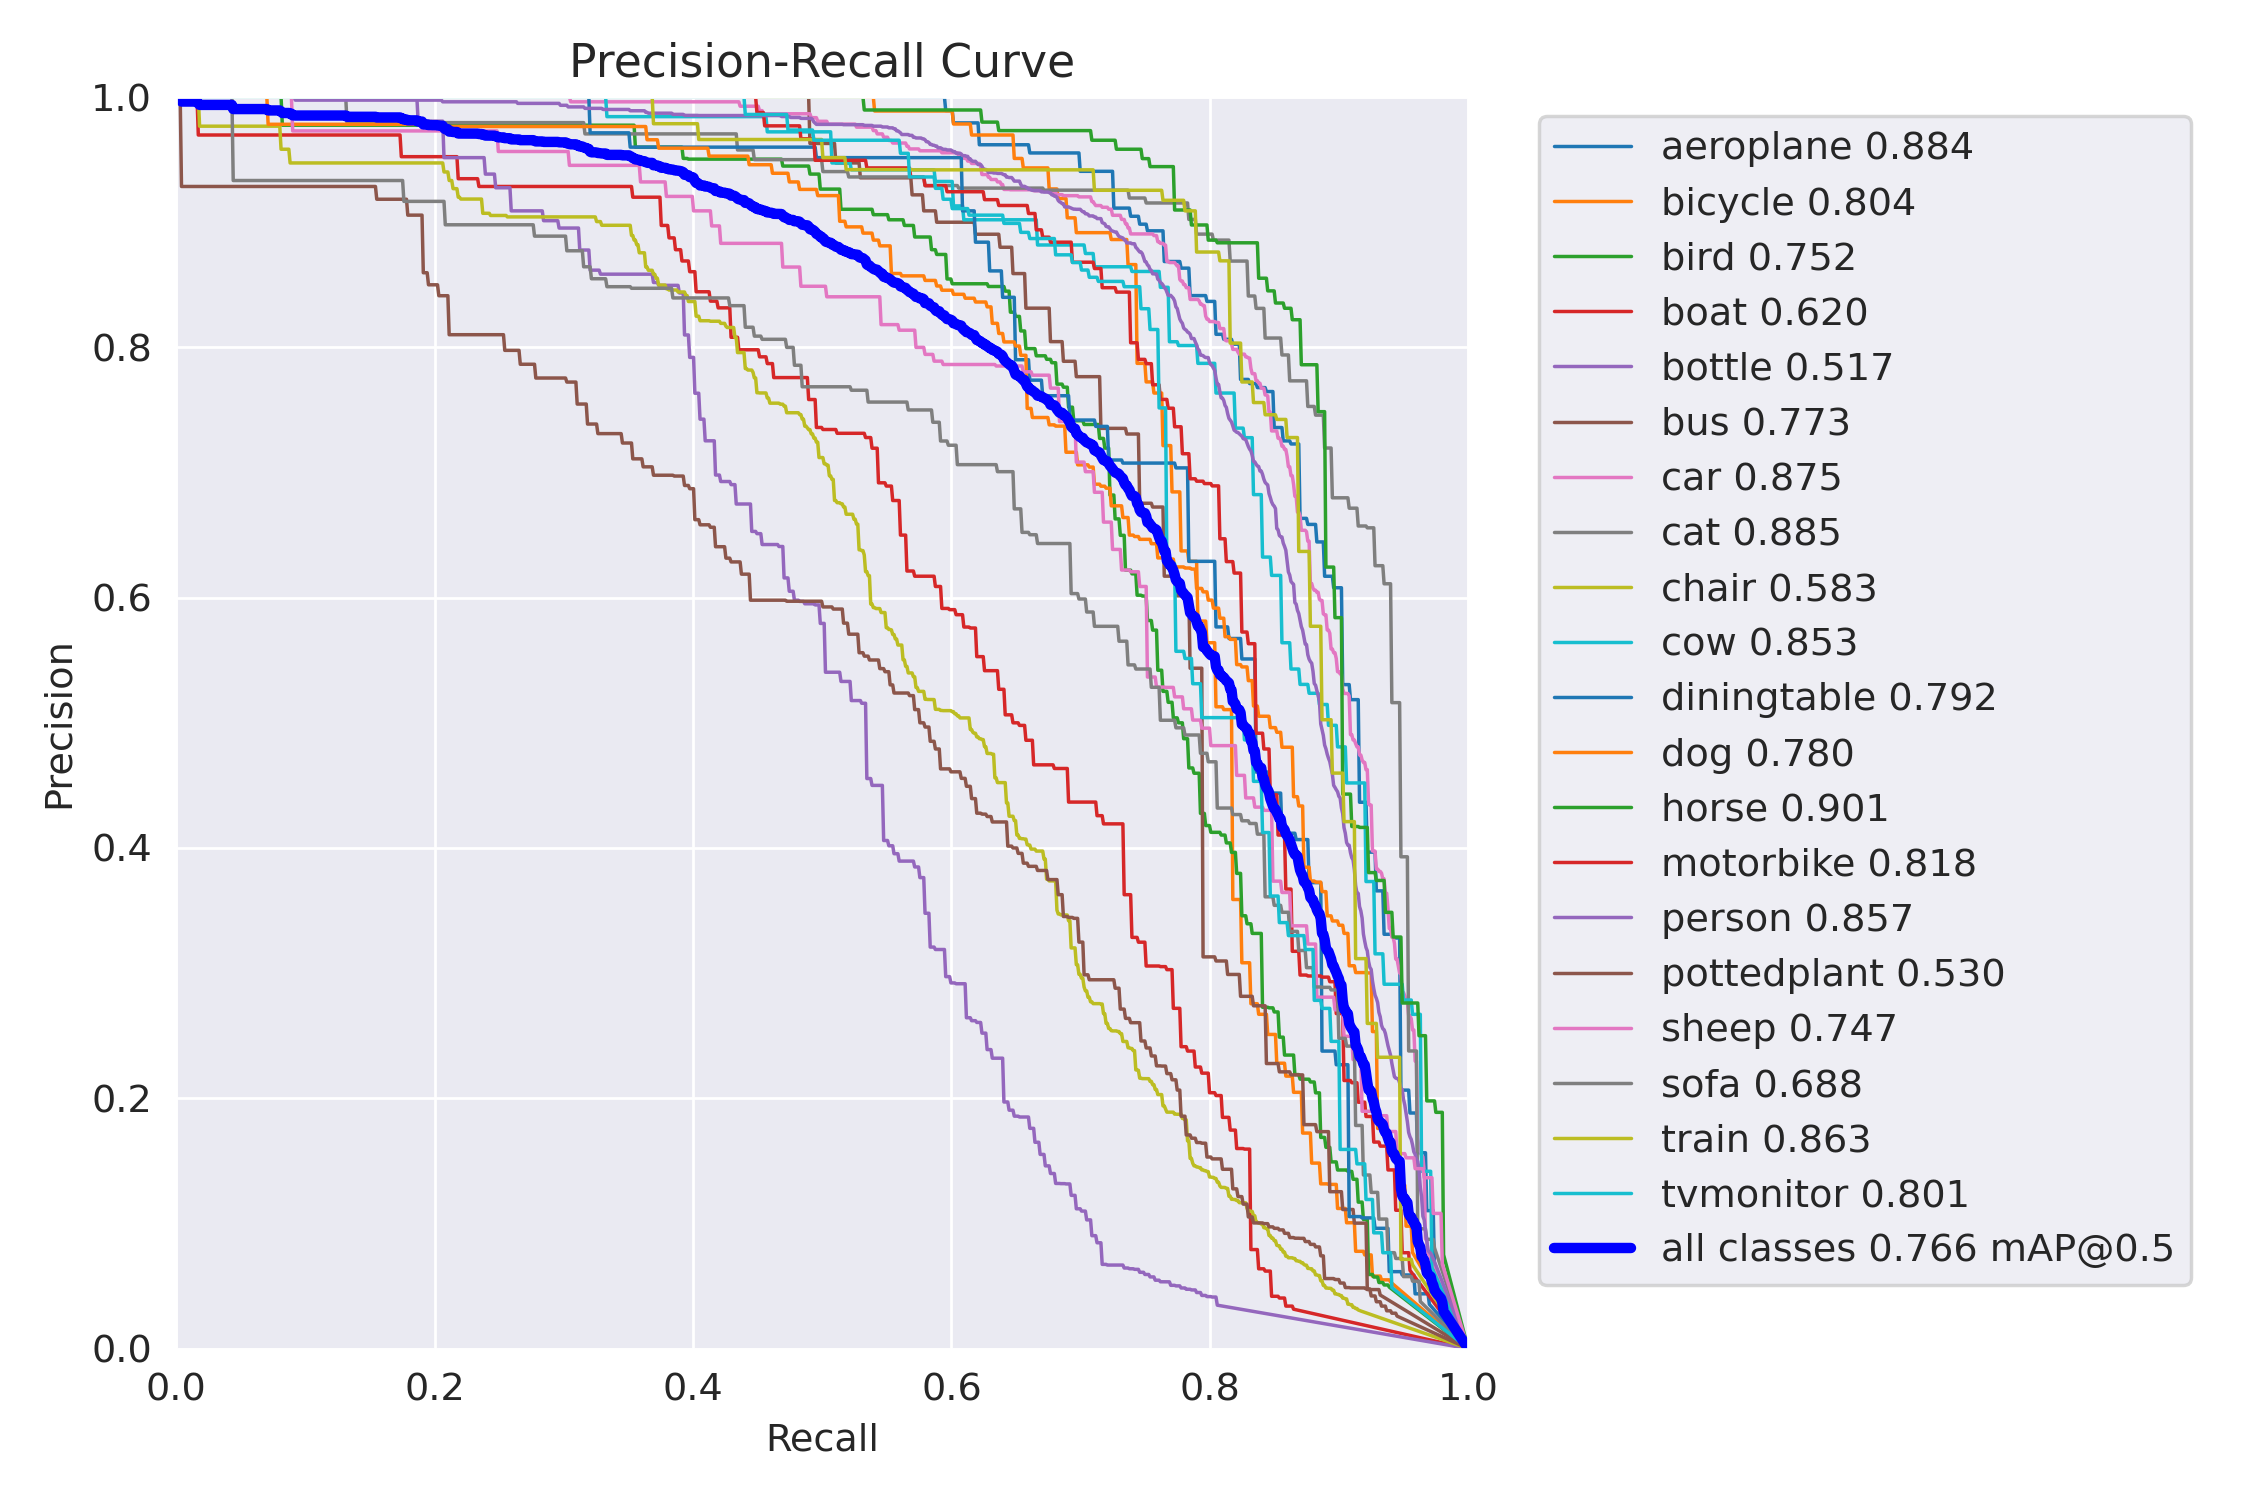 Precision-Recall Curve
1.0
0.8
0.6
0.4
0.2
0.0
Precision
0.0 0.2 0.4 0.6 0.8 1.0
Recall
aeroplane 0.884
bicycle 0.804
bird 0.752
boat 0.620
bottle 0.517
bus 0.773
car 0.875
cat 0.885
chair 0.583
cow 0.853
diningtable 0.792
dog 0.780
horse 0.901
motorbike 0.818
person 0.857
pottedplant 0.530
sheep 0.747
sofa 0.688
train 0.863
tvmonitor 0.801
all classes 0.766 mAP@0.5